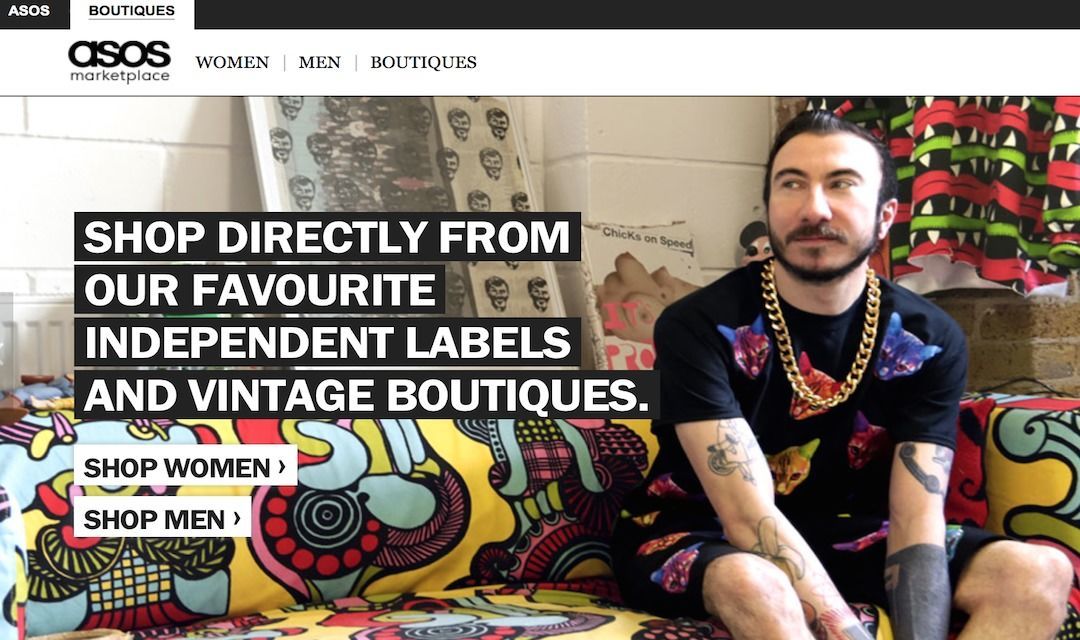 ASOS BOUTIQUES
asos
marketplace
WOMEN | MEN | BOUTIQUES
SHOP DIRECTLY FROM
OUR FAVOURITE
INDEPENDENT LABELS
AND VINTAGE BOUTIQUES.
SHOP WOMEN ›
SHOP MEN ›
ChicKs on Speed